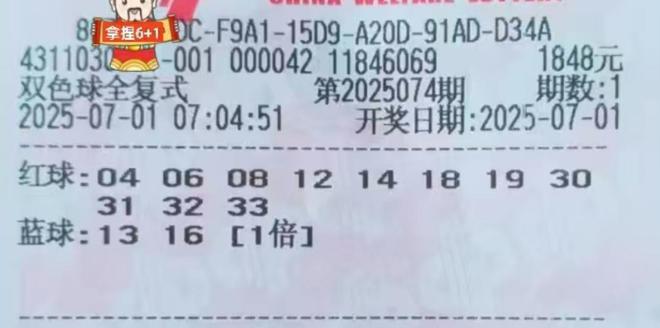 CHINA WELFARE LOTTERY
拿捏6+1
DC-F9A1-15D9-A20D-91AD-D34A
4311103 -001 000042 11846069 1848元
双色球全复式 第2025074期 期数:1
2025-07-01 07:04:51 开奖日期:2025-07-01
红球:04 06 08 12 14 18 19 30
31 32 33
蓝球:13 16 [1倍]